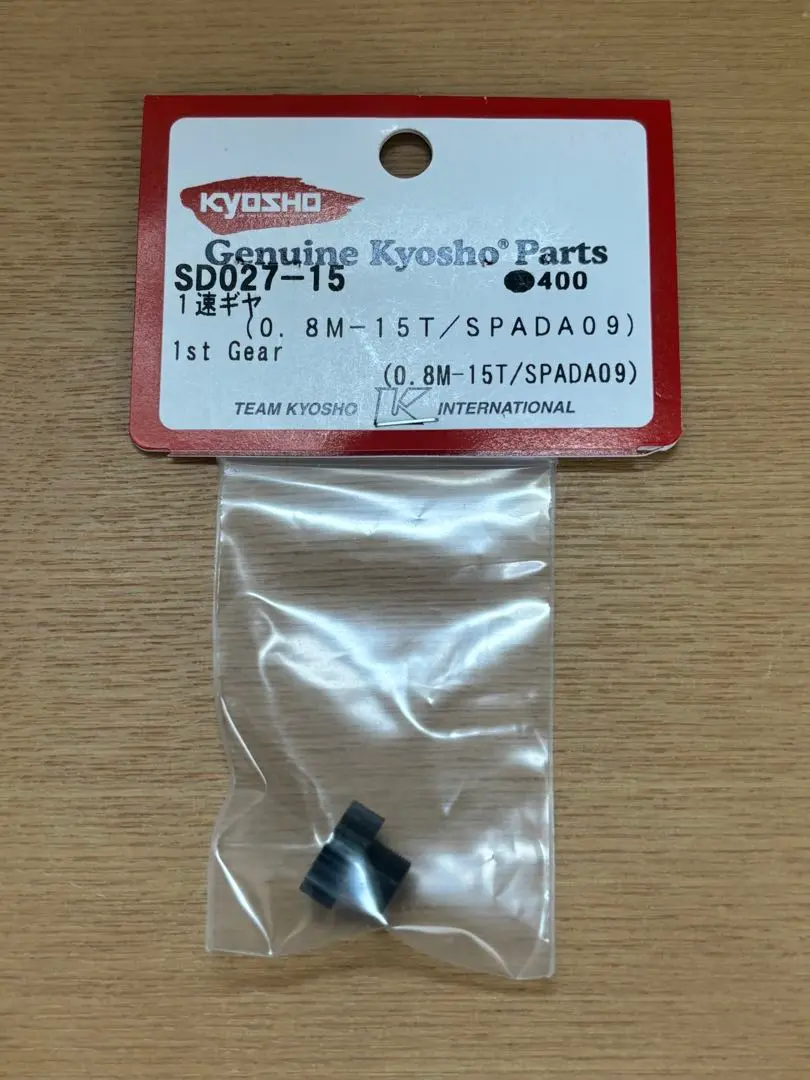 KYOSHO
Genuine Kyosho® Parts
SD027-15 ●400
1速ギヤ
(0.8M-15T/SPADA09)
1st Gear
(0.8M-15T/SPADA09)
TEAM KYOSHO K INTERNATIONAL